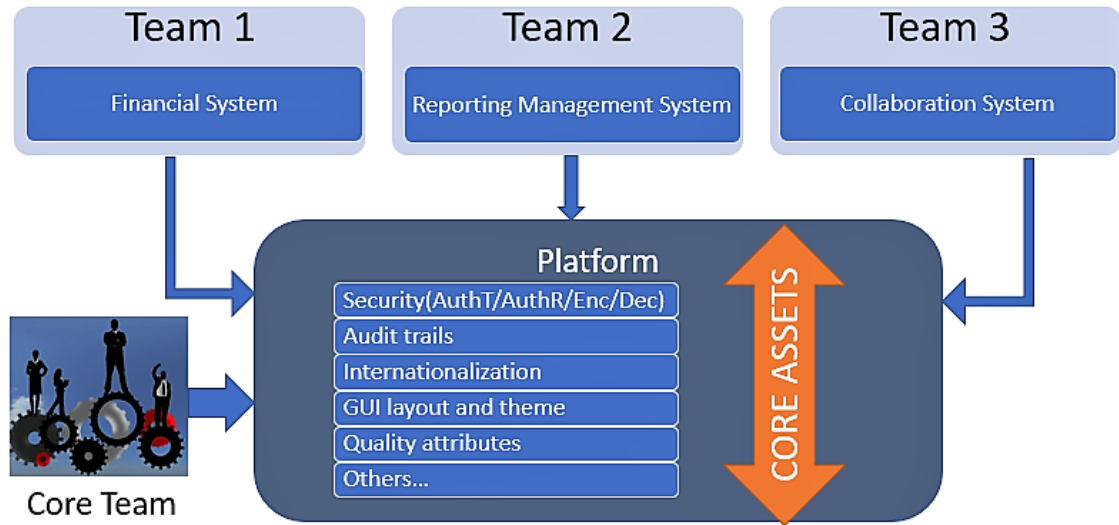 Team 1
Team 2
Team 3
Financial System
Reporting Management System
Collaboration System
Platform
Security(AuthT/AuthR/Enc/Dec)
Audit trails
Internationalization
GUI layout and theme
Quality attributes
Others...
CORE ASSETS
Core Team